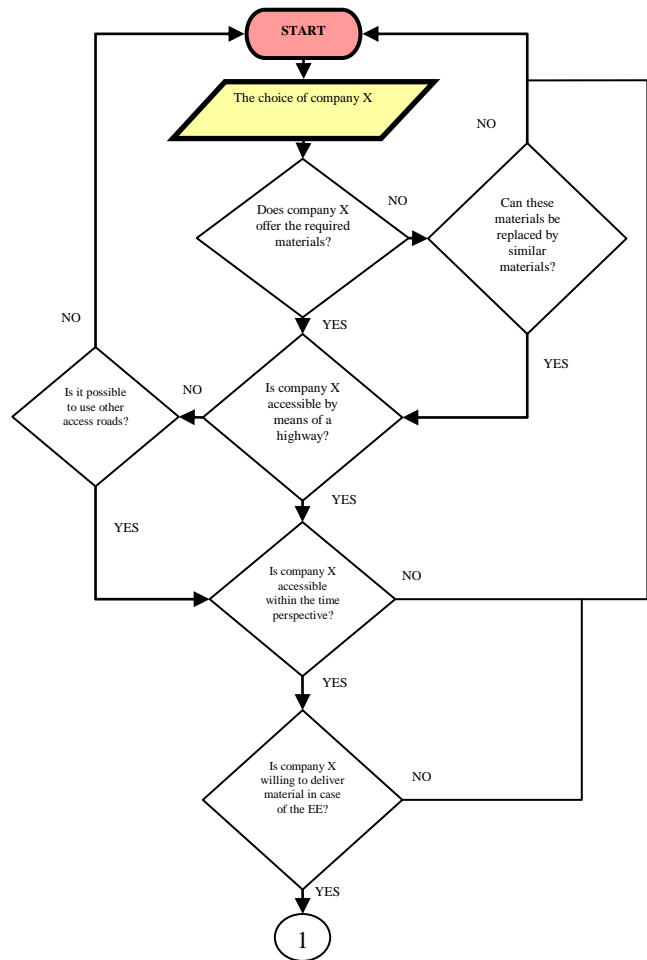 START
The choice of company X
NO
NO
Does company X
offer the required
materials?
Can these
materials be
replaced by
similar
materials?
NO
YES
YES
Is it possible
to use other
access roads?
NO
Is company X
accessible by
means of a
highway?
YES
YES
Is company X
accessible
within the time
perspective?
NO
YES
Is company X
willing to deliver
material in case
of the EE?
NO
YES
1